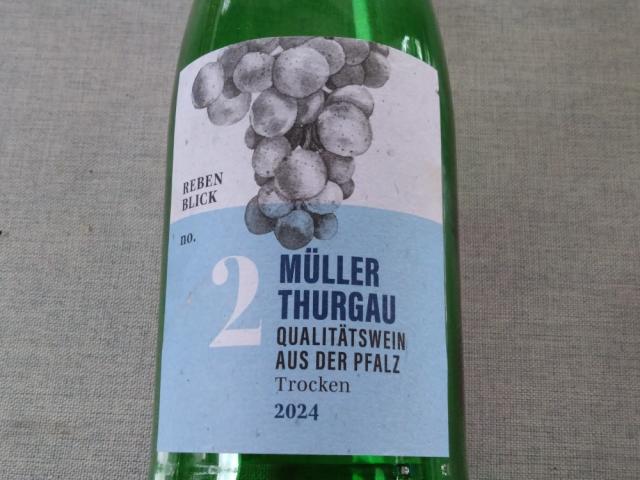 REBEN
BLICK
no.
2
MÜLLER
THURGAU
QUALITÄTSWEIN
AUS DER PFALZ
Trocken
2024